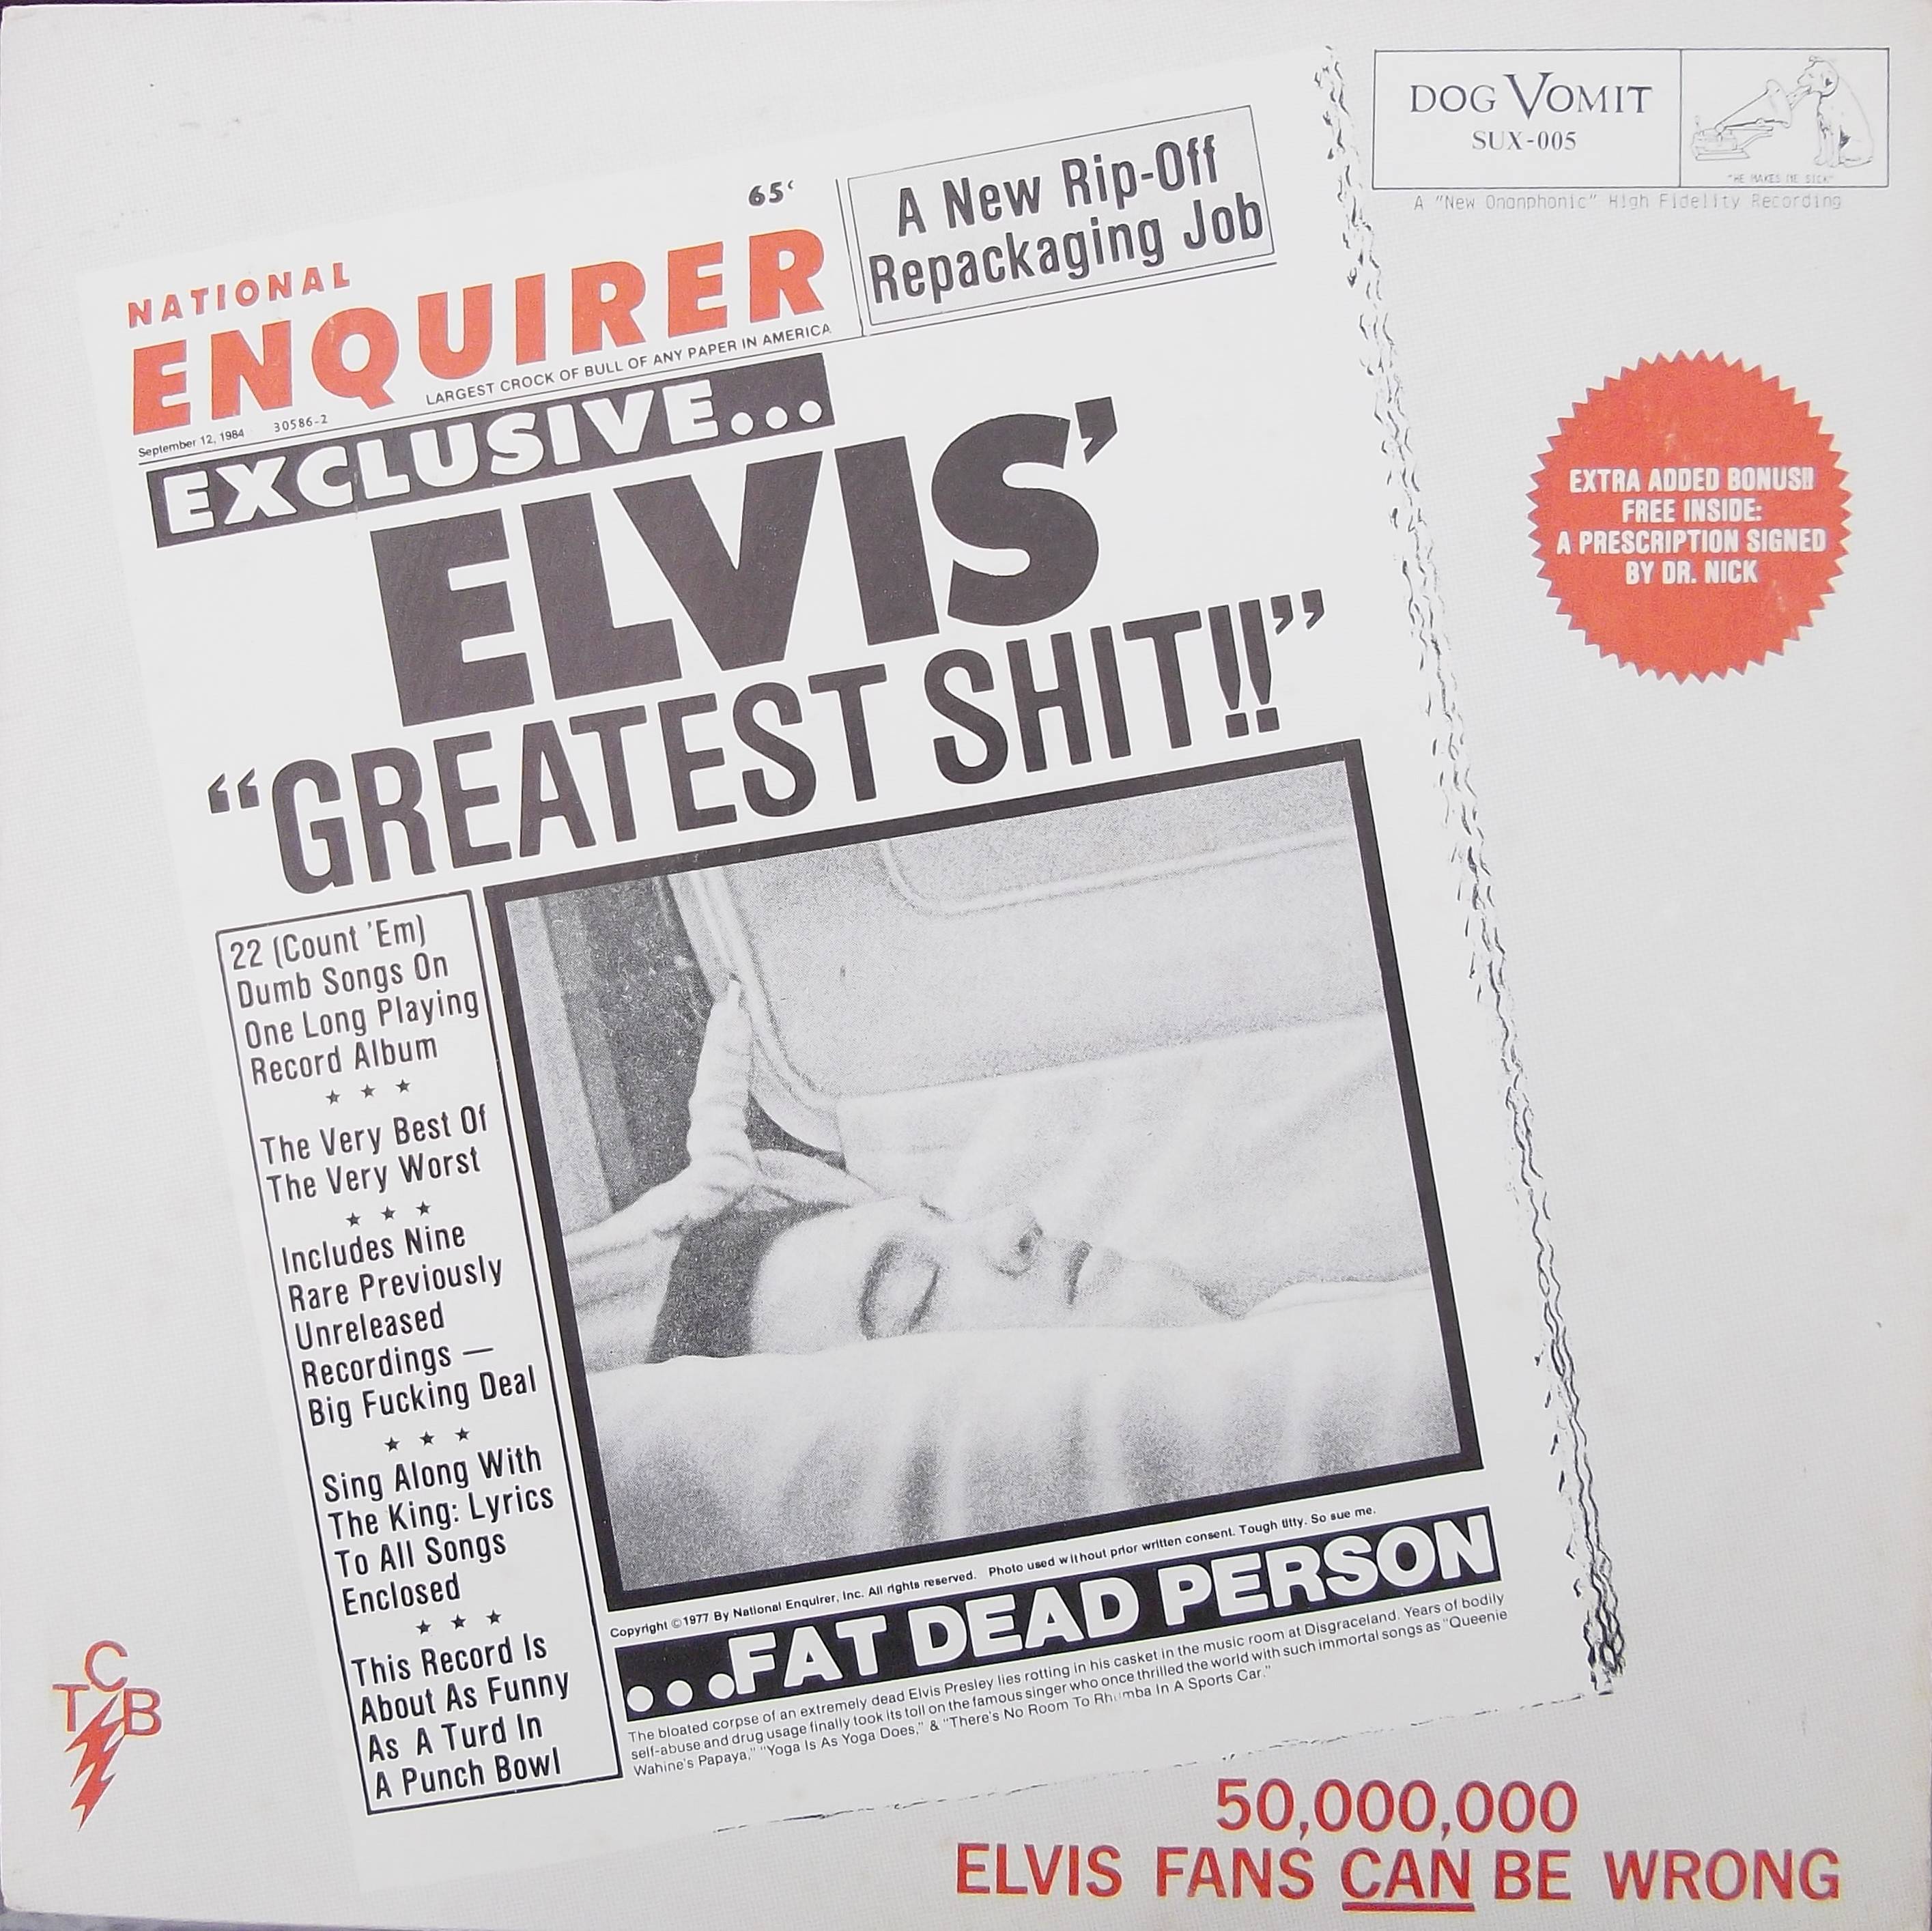 DOG VOMIT
SUX-005
"HE MAKES ME SICK"
A "New Onanphonic" High Fidelity Recording
65¢
A New Rip-Off
Repackaging Job
NATIONAL
ENQUIRER
LARGEST CROCK OF BULL OF ANY PAPER IN AMERICA
September 12, 1984 30586-2
EXCLUSIVE...
ELVIS'
"GREATEST SHIT!!"
EXTRA ADDED BONUS!!
FREE INSIDE:
A PRESCRIPTION SIGNED
BY DR. NICK
22 (Count 'Em)
Dumb Songs On
One Long Playing
Record Album
★ ★ ★
The Very Best Of
The Very Worst
★ ★ ★
Includes Nine
Rare Previously
Unreleased
Recordings —
Big Fucking Deal
★ ★ ★
Sing Along With
The King: Lyrics
To All Songs
Enclosed
★ ★ ★
This Record Is
About As Funny
As A Turd In
A Punch Bowl
Copyright ©1977 By National Enquirer, Inc. All rights reserved. Photo used without prior written consent. Tough titty. So sue me.
...FAT DEAD PERSON
The bloated corpse of an extremely dead Elvis Presley lies rotting in his casket in the music room at Disgraceland. Years of bodily
self-abuse and drug usage finally took its toll on the famous singer who once thrilled the world with such immortal songs as "Queenie
Wahine's Papaya," "Yoga Is As Yoga Does," & "There's No Room To Rhumba In A Sports Car."
TCB
50,000,000
ELVIS FANS CAN BE WRONG